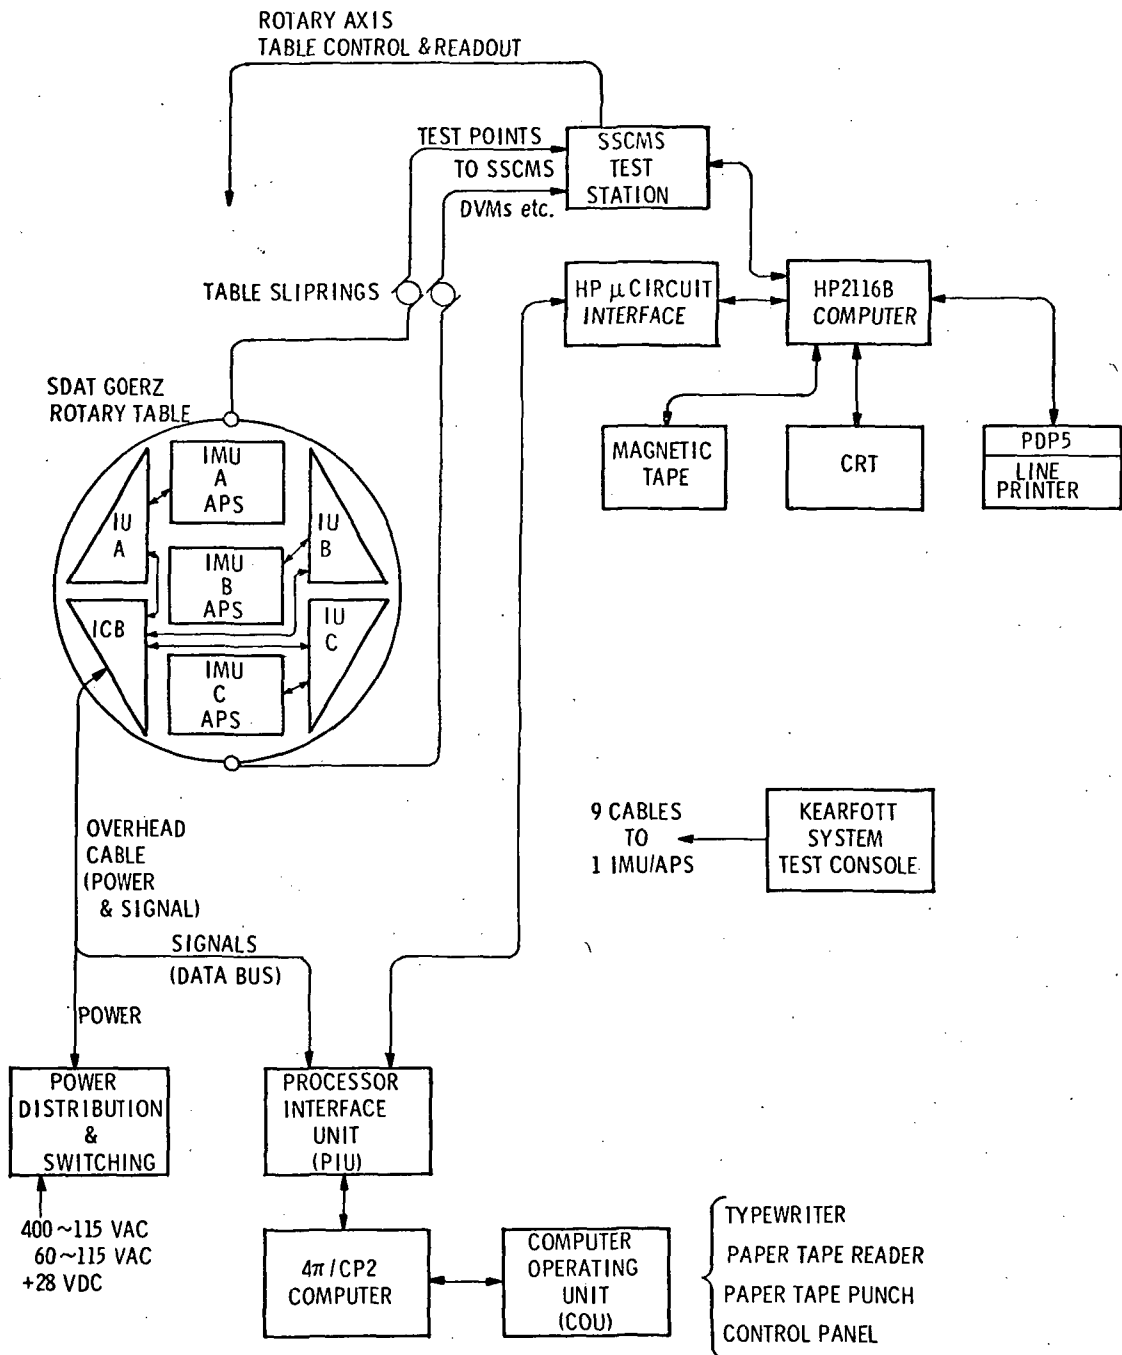 ROTARY AXIS
TABLE CONTROL & READOUT
TEST POINTS
TO SSCMS
DVMs etc.
SSCMS
TEST
STATION
TABLE SLIPRINGS
HP μ CIRCUIT
INTERFACE
HP2116B
COMPUTER
SDAT GOERZ
ROTARY TABLE
MAGNETIC
TAPE
CRT
PDP5
LINE
PRINTER
IMU
A
APS
IU
A
IU
B
IMU
B
APS
ICB
IU
C
IMU
C
APS
9 CABLES
TO
1 IMU/APS
KEARFOTT
SYSTEM
TEST CONSOLE
OVERHEAD
CABLE
(POWER
& SIGNAL)
SIGNALS
(DATA BUS)
POWER
POWER
DISTRIBUTION
&
SWITCHING
PROCESSOR
INTERFACE
UNIT
(PIU)
400~115 VAC
60~115 VAC
+28 VDC
4π/CP2
COMPUTER
COMPUTER
OPERATING
UNIT
(COU)
TYPEWRITER
PAPER TAPE READER
PAPER TAPE PUNCH
CONTROL PANEL